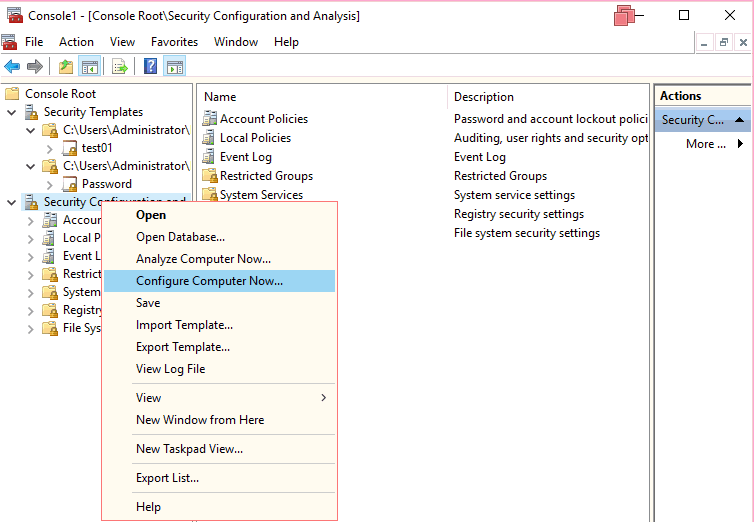 Console1 - [Console Root\Security Configuration and Analysis]
File Action View Favorites Window Help
Console Root
Security Templates
C:\Users\Administrator\
test01
C:\Users\Administrator\
Password
Security Configuration and
Accoun
Local P
Event L
Restrict
System
Registry
File Sys
Open
Open Database...
Analyze Computer Now...
Configure Computer Now...
Save
Import Template...
Export Template...
View Log File
View
New Window from Here
New Taskpad View...
Export List...
Help
Name Description
Account Policies Password and account lockout polici
Local Policies Auditing, user rights and security opt
Event Log Event Log
Restricted Groups Restricted Groups
System Services System service settings
Registry security settings
File system security settings
Actions
Security C...
More ...